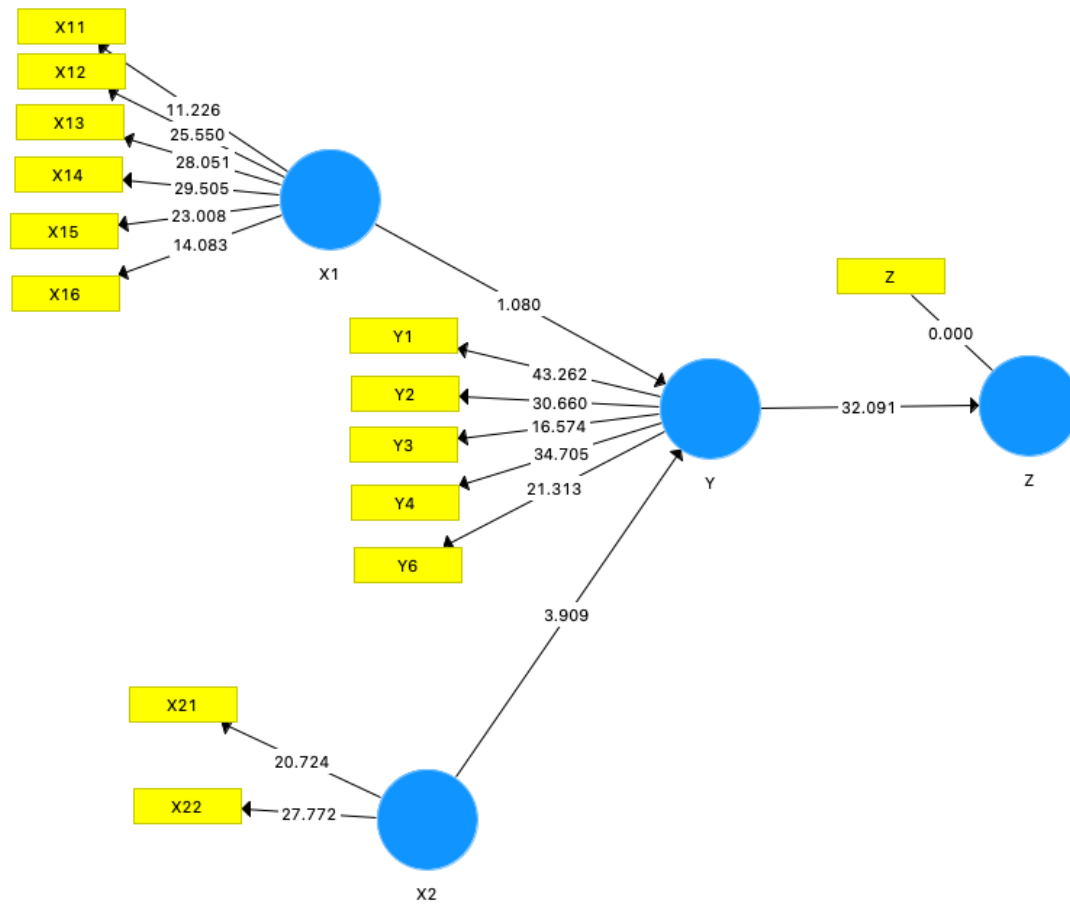 X11
X12
X13
X14
X15
X16
11.226
25.550
28.051
29.505
23.008
14.083
X1
1.080
Z
0.000
Y1
Y2
Y3
Y4
Y6
43.262
30.660
16.574
34.705
21.313
Y
32.091
Z
3.909
X21
X22
20.724
27.772
X2